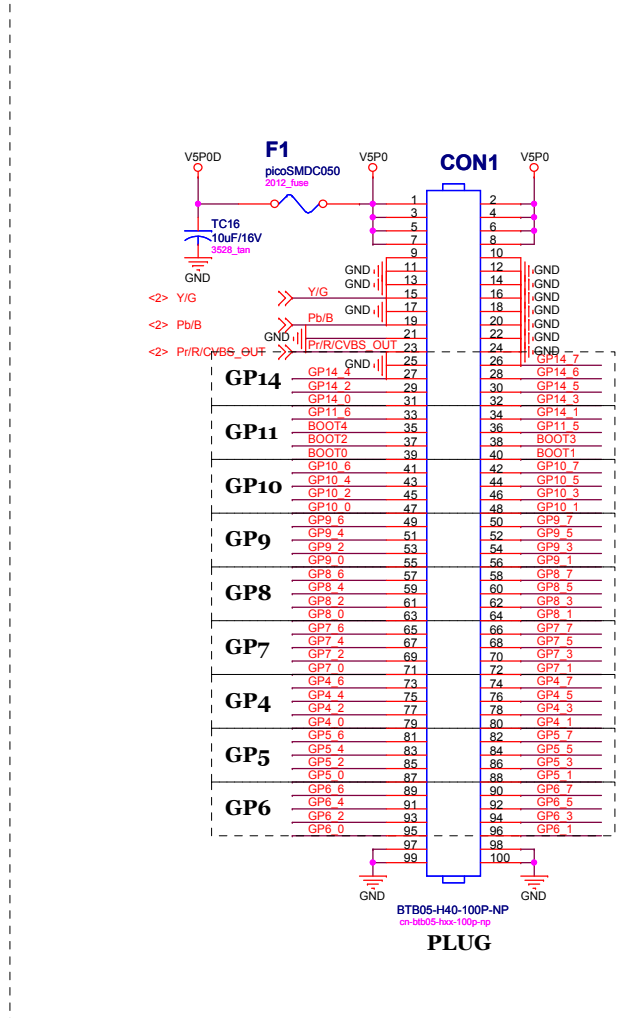 F1
V5P0D
V5P0
CON1
V5P0
picoSMDC050
2012_fuse
1 2
3 4
TC16
5 6
10uF/16V
7 8
3528_tan
9 10
GND 11 12 GND
GND
GND 13 14 GND
<2> Y/G Y/G 15 16 GND
GND 17 18 GND
<2> Pb/B Pb/B 19 20 GND
GND 21 22 GND
<2> Pr/R/CVBS_OUT Pr/R/CVBS_OUT 23 24 GND
GND 25 26 GP14_7
GP14
GP14_4 27 28 GP14_6
GP14_2 29 30 GP14_5
GP14_0 31 32 GP14_3
GP11_6 33 34 GP14_1
GP11
BOOT4 35 36 GP11_5
BOOT2 37 38 BOOT3
BOOT0 39 40 BOOT1
GP10_6 41 42 GP10_7
GP10
GP10_4 43 44 GP10_5
GP10_2 45 46 GP10_3
GP10_0 47 48 GP10_1
GP9_6 49 50 GP9_7
GP9
GP9_4 51 52 GP9_5
GP9_2 53 54 GP9_3
GP9_0 55 56 GP9_1
GP8_6 57 58 GP8_7
GP8
GP8_4 59 60 GP8_5
GP8_2 61 62 GP8_3
GP8_0 63 64 GP8_1
GP7_6 65 66 GP7_7
GP7
GP7_4 67 68 GP7_5
GP7_2 69 70 GP7_3
GP7_0 71 72 GP7_1
GP4_6 73 74 GP4_7
GP4
GP4_4 75 76 GP4_5
GP4_2 77 78 GP4_3
GP4_0 79 80 GP4_1
GP5_6 81 82 GP5_7
GP5
GP5_4 83 84 GP5_5
GP5_2 85 86 GP5_3
GP5_0 87 88 GP5_1
GP6_6 89 90 GP6_7
GP6
GP6_4 91 92 GP6_5
GP6_2 93 94 GP6_3
GP6_0 95 96 GP6_1
97 98
99 100
GND GND
BTB05-H40-100P-NP
cn-btb05-hxx-100p-np
PLUG